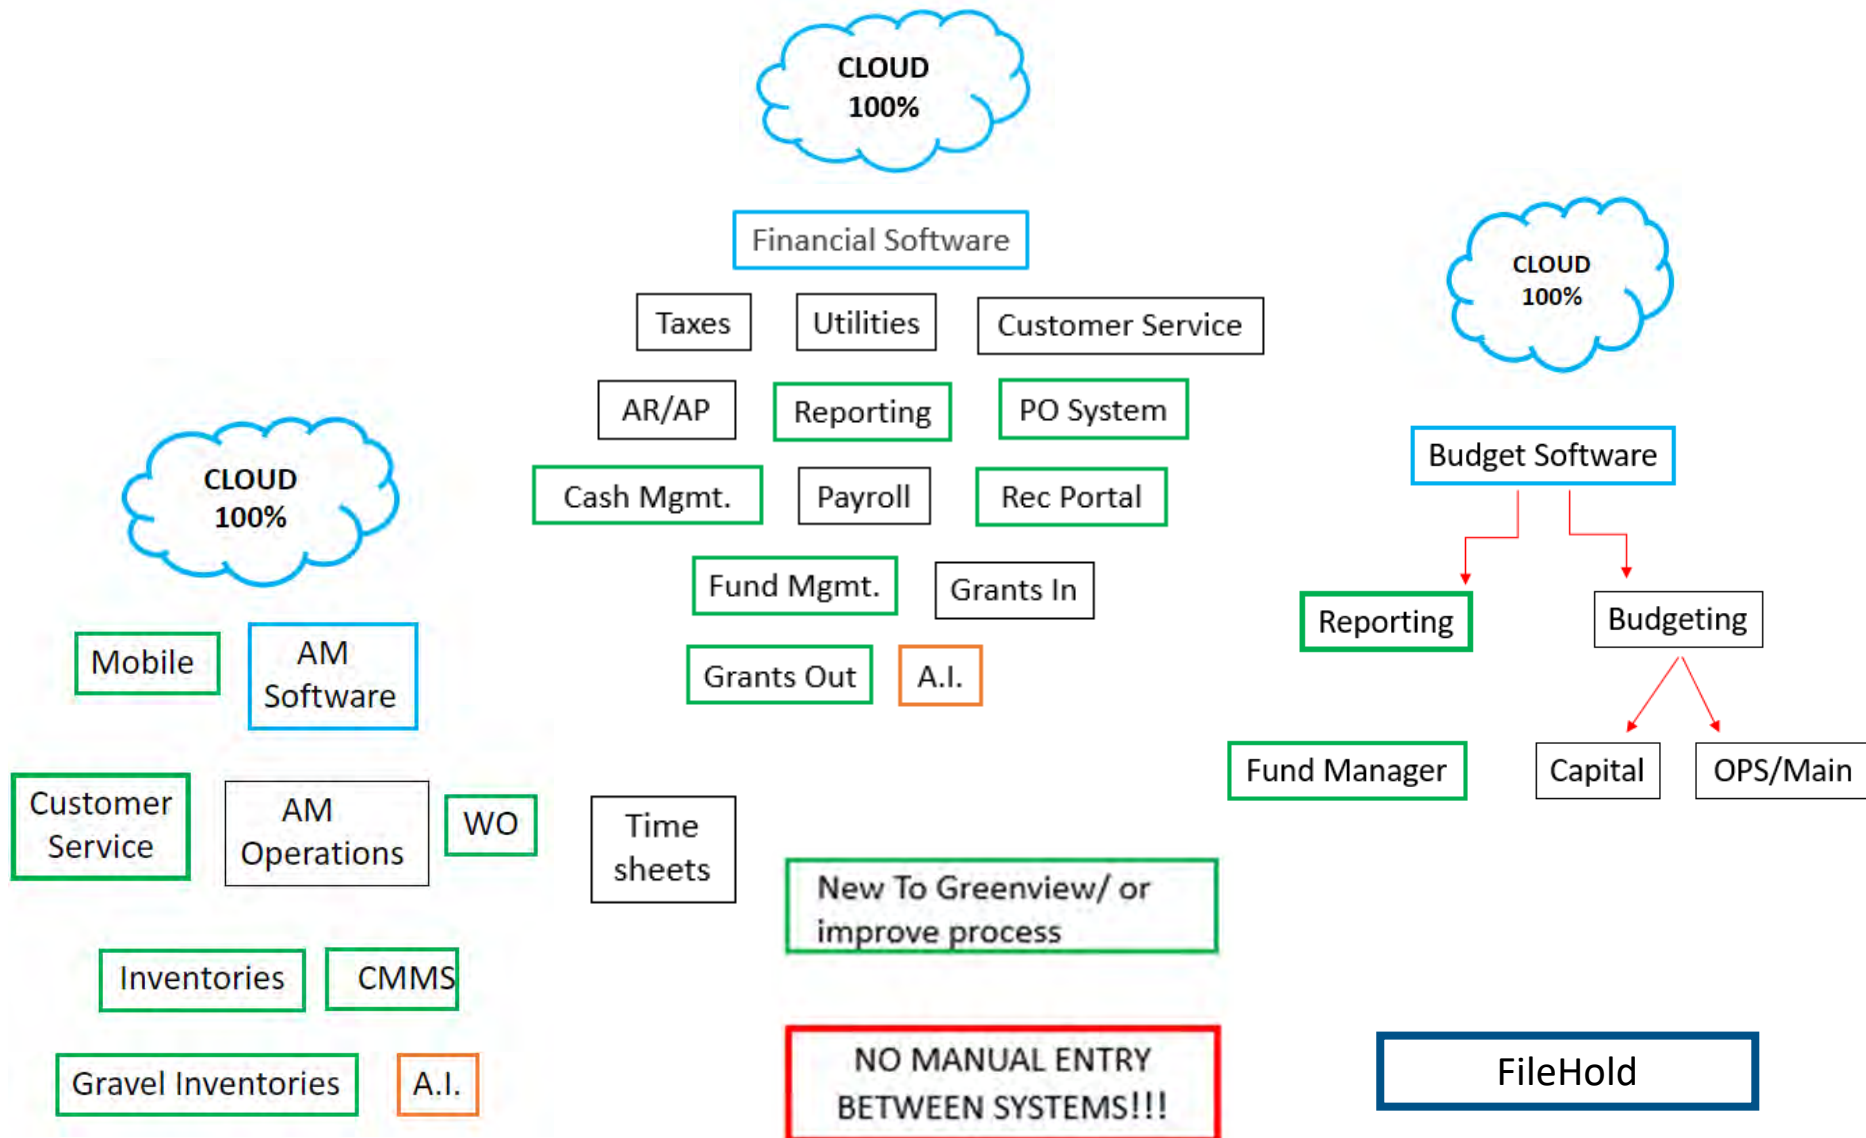 CLOUD
100%
Financial Software
Taxes
Utilities
Customer Service
AR/AP
Reporting
PO System
Cash Mgmt.
Payroll
Rec Portal
Fund Mgmt.
Grants In
Grants Out
A.I.
CLOUD
100%
Budget Software
Reporting
Budgeting
Fund Manager
Capital
OPS/Main
CLOUD
100%
Mobile
AM
Software
Customer
Service
AM
Operations
WO
Time
sheets
Inventories
CMMS
Gravel Inventories
A.I.
New To Greenview/ or
improve process
NO MANUAL ENTRY
BETWEEN SYSTEMS!!!
FileHold